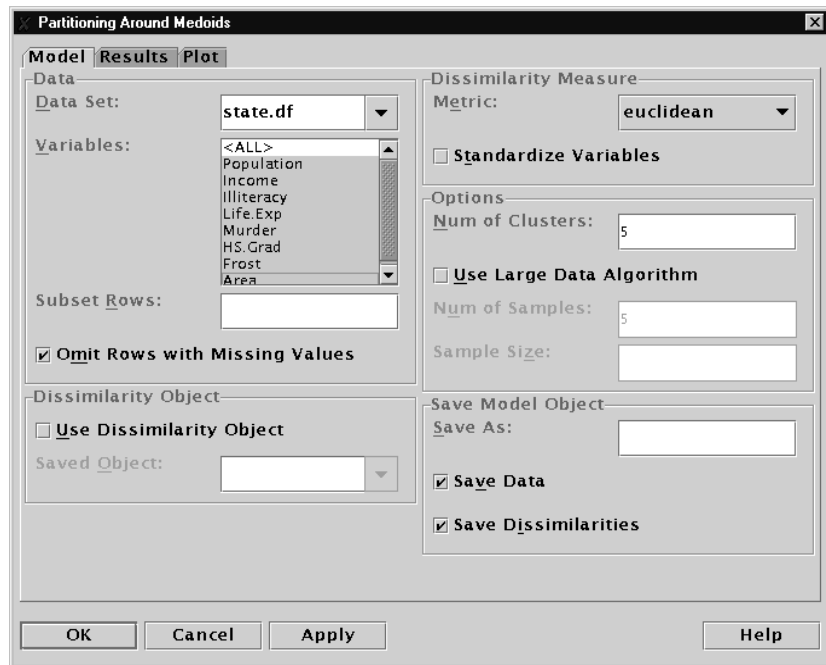 Partitioning Around Medoids
Model Results Plot
Data
Data Set:
state.df
Variables:
<ALL>
Population
Income
Illiteracy
Life.Exp
Murder
HS.Grad
Frost
Area
Subset Rows:
Omit Rows with Missing Values
Dissimilarity Object
Use Dissimilarity Object
Saved Object:
Dissimilarity Measure
Metric:
euclidean
Standardize Variables
Options
Num of Clusters:
5
Use Large Data Algorithm
Num of Samples:
5
Sample Size:
Save Model Object
Save As:
Save Data
Save Dissimilarities
OK Cancel Apply Help